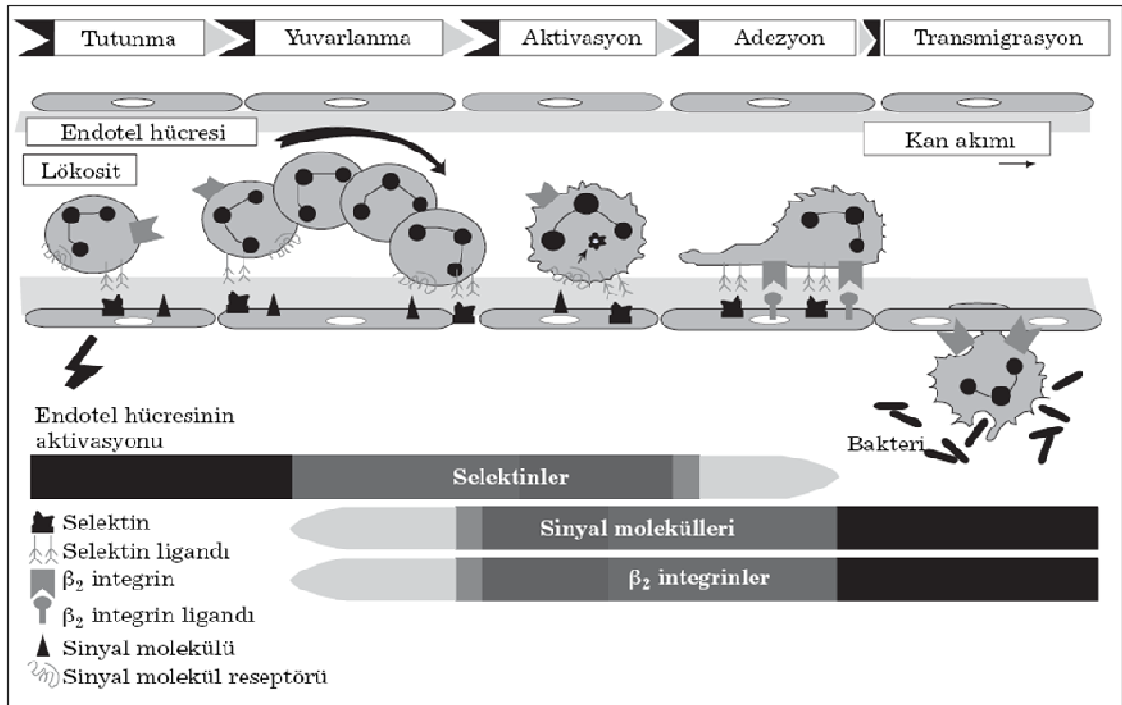 Tutunma
Yuvarlanma
Aktivasyon
Adezyon
Transmigrasyon
Endotel hücresi
Kan akımı
Lökosit
Endotel hücresinin
aktivasyonu
Bakteri
Selektinler
Selektin
Sinyal molekülleri
Selektin ligandı
β₂ integrin
β₂ integrinler
β₂ integrin ligandı
Sinyal molekülü
Sinyal molekül reseptörü